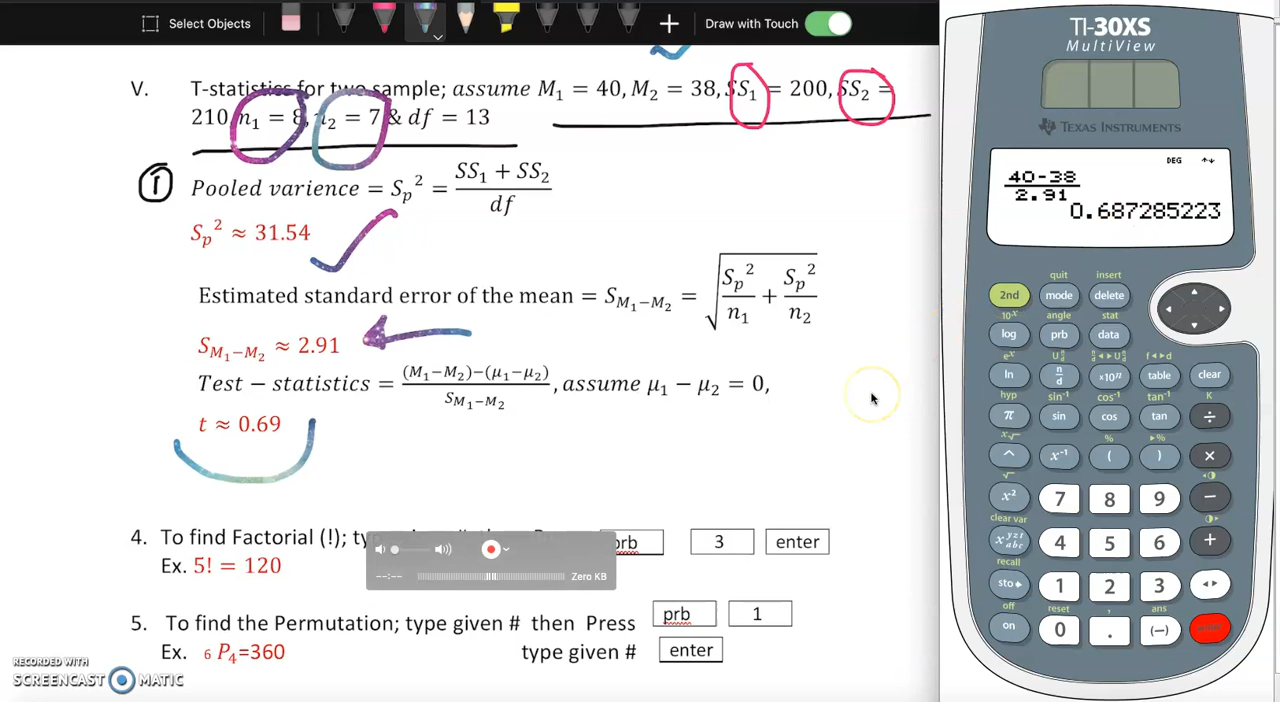 Select Objects
Draw with Touch
V. T-statistics for two sample; assume M₁ = 40, M₂ = 38, SS₁ = 200, SS₂ =
210, n₁ = 8, n₂ = 7 & df = 13
①
Pooled varience = Sₚ² = (SS₁ + SS₂)/df
Sₚ² ≈ 31.54
Estimated standard error of the mean = S_{M₁−M₂} = √(Sₚ²/n₁ + Sₚ²/n₂)
S_{M₁−M₂} ≈ 2.91
Test − statistics = ((M₁−M₂)−(μ₁−μ₂))/S_{M₁−M₂}, assume μ₁ − μ₂ = 0,
t ≈ 0.69
4. To find Factorial (!); prb 3 enter
Ex. 5! = 120
--:-- Zero KB
5. To find the Permutation; type given # then Press prb 1
Ex. ₆P₄=360 type given # enter
RECORDED WITH
SCREENCAST MATIC
TI-30XS
MultiView
TEXAS INSTRUMENTS
DEG
40-38
2.91
0.687285223
quit insert
2nd mode delete
10ˣ angle stat
log prb data
eˣ U n/d n/d ◄► U n/d f◄►d
ln n/d ×10ⁿ table clear
hyp sin⁻¹ cos⁻¹ tan⁻¹ K
π sin cos tan ÷
ˣ√ % ►%
^ x⁻¹ ( ) ×
√
x² 7 8 9 −
clear var
x yzt abc 4 5 6 +
recall
sto► 1 2 3 ◄►
off reset , ans
on 0 . (−)